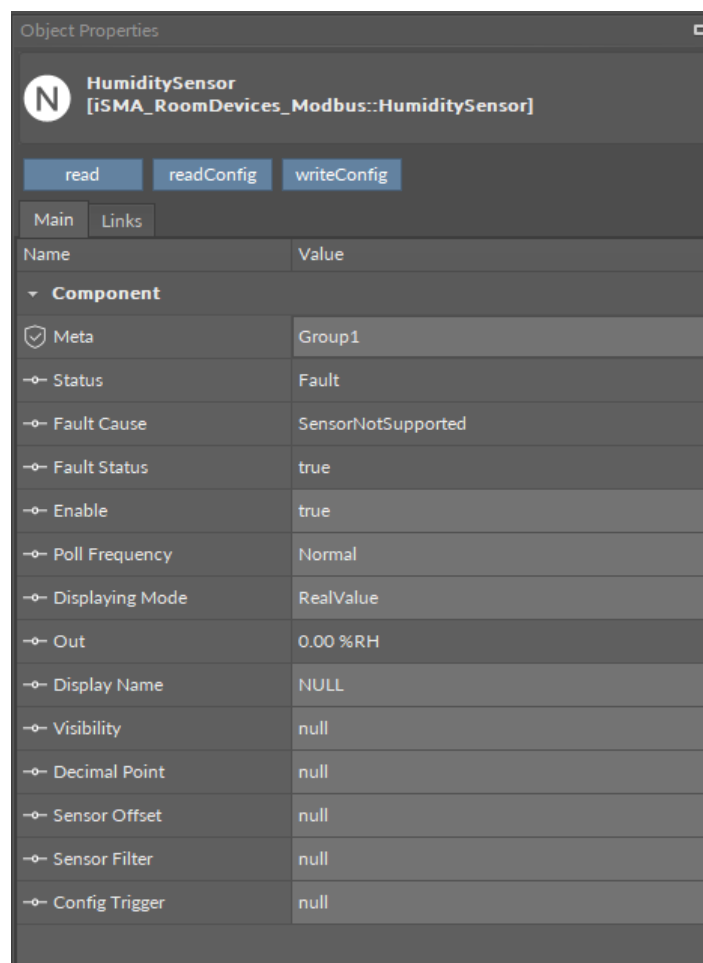 Object Properties
N
HumiditySensor
[iSMA_RoomDevices_Modbus::HumiditySensor]
read readConfig writeConfig
Main Links
Name Value
Component
Meta Group1
Status Fault
Fault Cause SensorNotSupported
Fault Status true
Enable true
Poll Frequency Normal
Displaying Mode RealValue
Out 0.00 %RH
Display Name NULL
Visibility null
Decimal Point null
Sensor Offset null
Sensor Filter null
Config Trigger null